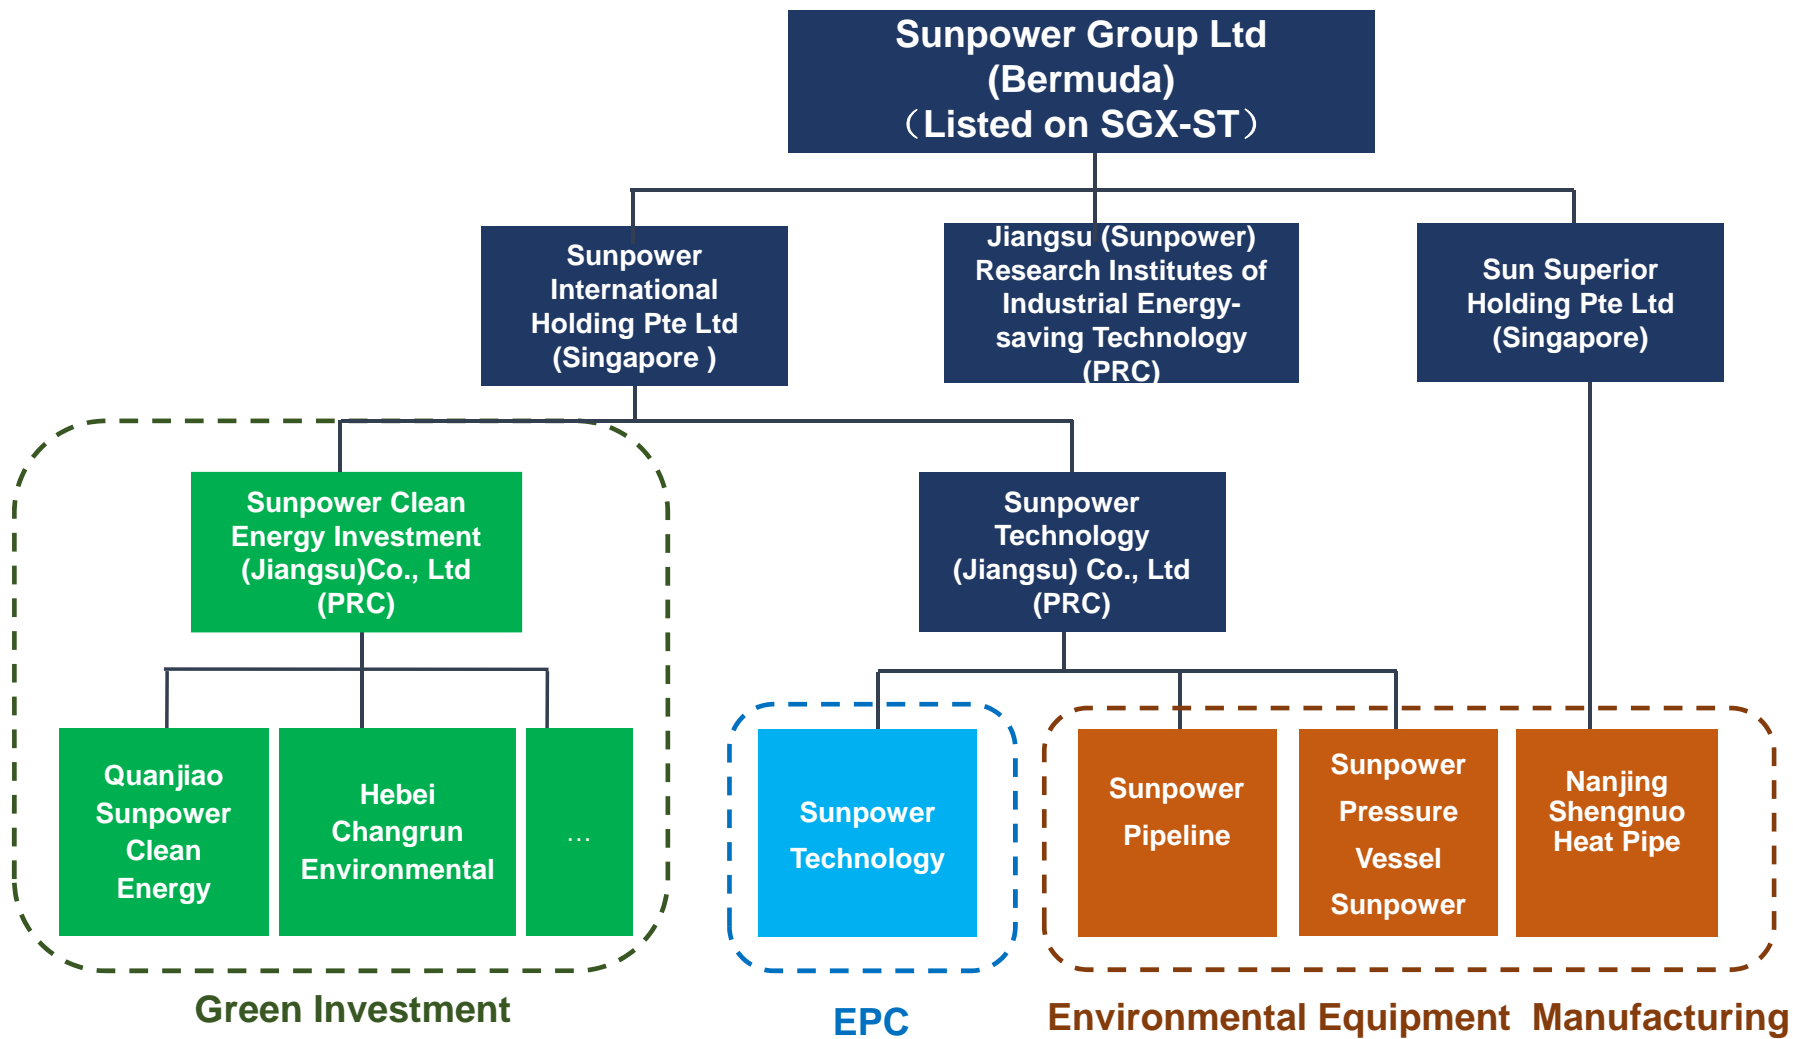 Sunpower Group Ltd
(Bermuda)
（Listed on SGX-ST）
Sunpower
International
Holding Pte Ltd
(Singapore )
Jiangsu (Sunpower)
Research Institutes of
Industrial Energy-
saving Technology
(PRC)
Sun Superior
Holding Pte Ltd
(Singapore)
Sunpower Clean
Energy Investment
(Jiangsu)Co., Ltd
(PRC)
Sunpower
Technology
(Jiangsu) Co., Ltd
(PRC)
Quanjiao
Sunpower
Clean
Energy
Hebei
Changrun
Environmental
...
Sunpower
Technology
Sunpower
Pipeline
Sunpower
Pressure
Vessel
Sunpower
Nanjing
Shengnuo
Heat Pipe
Green Investment
EPC
Environmental Equipment  Manufacturing